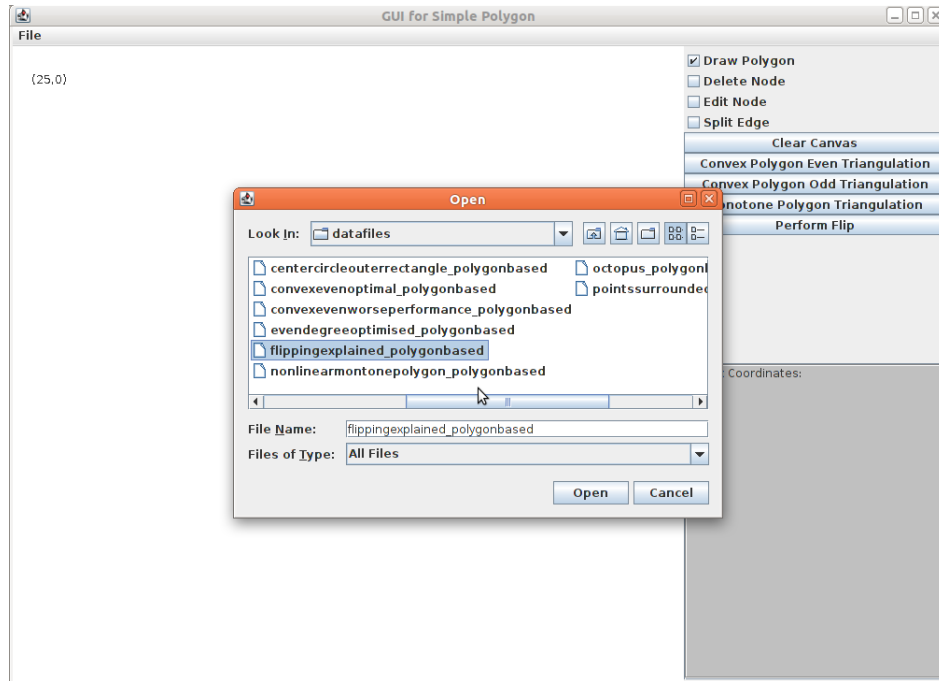 GUI for Simple Polygon
File
(25,0)
Draw Polygon
Delete Node
Edit Node
Split Edge
Clear Canvas
Convex Polygon Even Triangulation
Convex Polygon Odd Triangulation
onotone Polygon Triangulation
Perform Flip
Open
Look In: datafiles
centercircleouterrectangle_polygonbased
convexevenoptimal_polygonbased
convexevenworseperformance_polygonbased
evendegreeoptimised_polygonbased
flippingexplained_polygonbased
nonlinearmontonepolygon_polygonbased
octopus_polygonl
pointssurrounded
File Name: flippingexplained_polygonbased
Files of Type: All Files
Open Cancel
Coordinates: